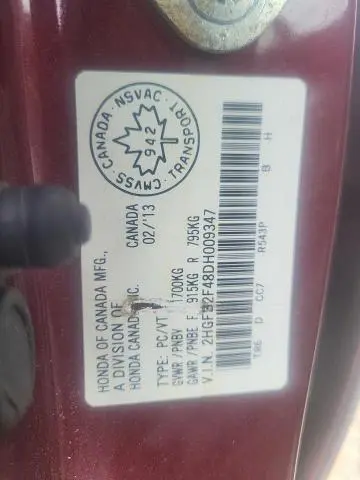 HONDA OF CANADA MFG.,
A DIVISION OF
HONDA CANADA INC.
CANADA
02/'13
CANADA · NSVAC · TRANSPORT · CMVSS ·
942
TYPE: PC/VT
GVWR /PNBV 1700KG
GAWR /PNBE F 915KG R 795KG
V.I.N. 2HGFB2F48DH009347
TR6 D CC7 R543P B H